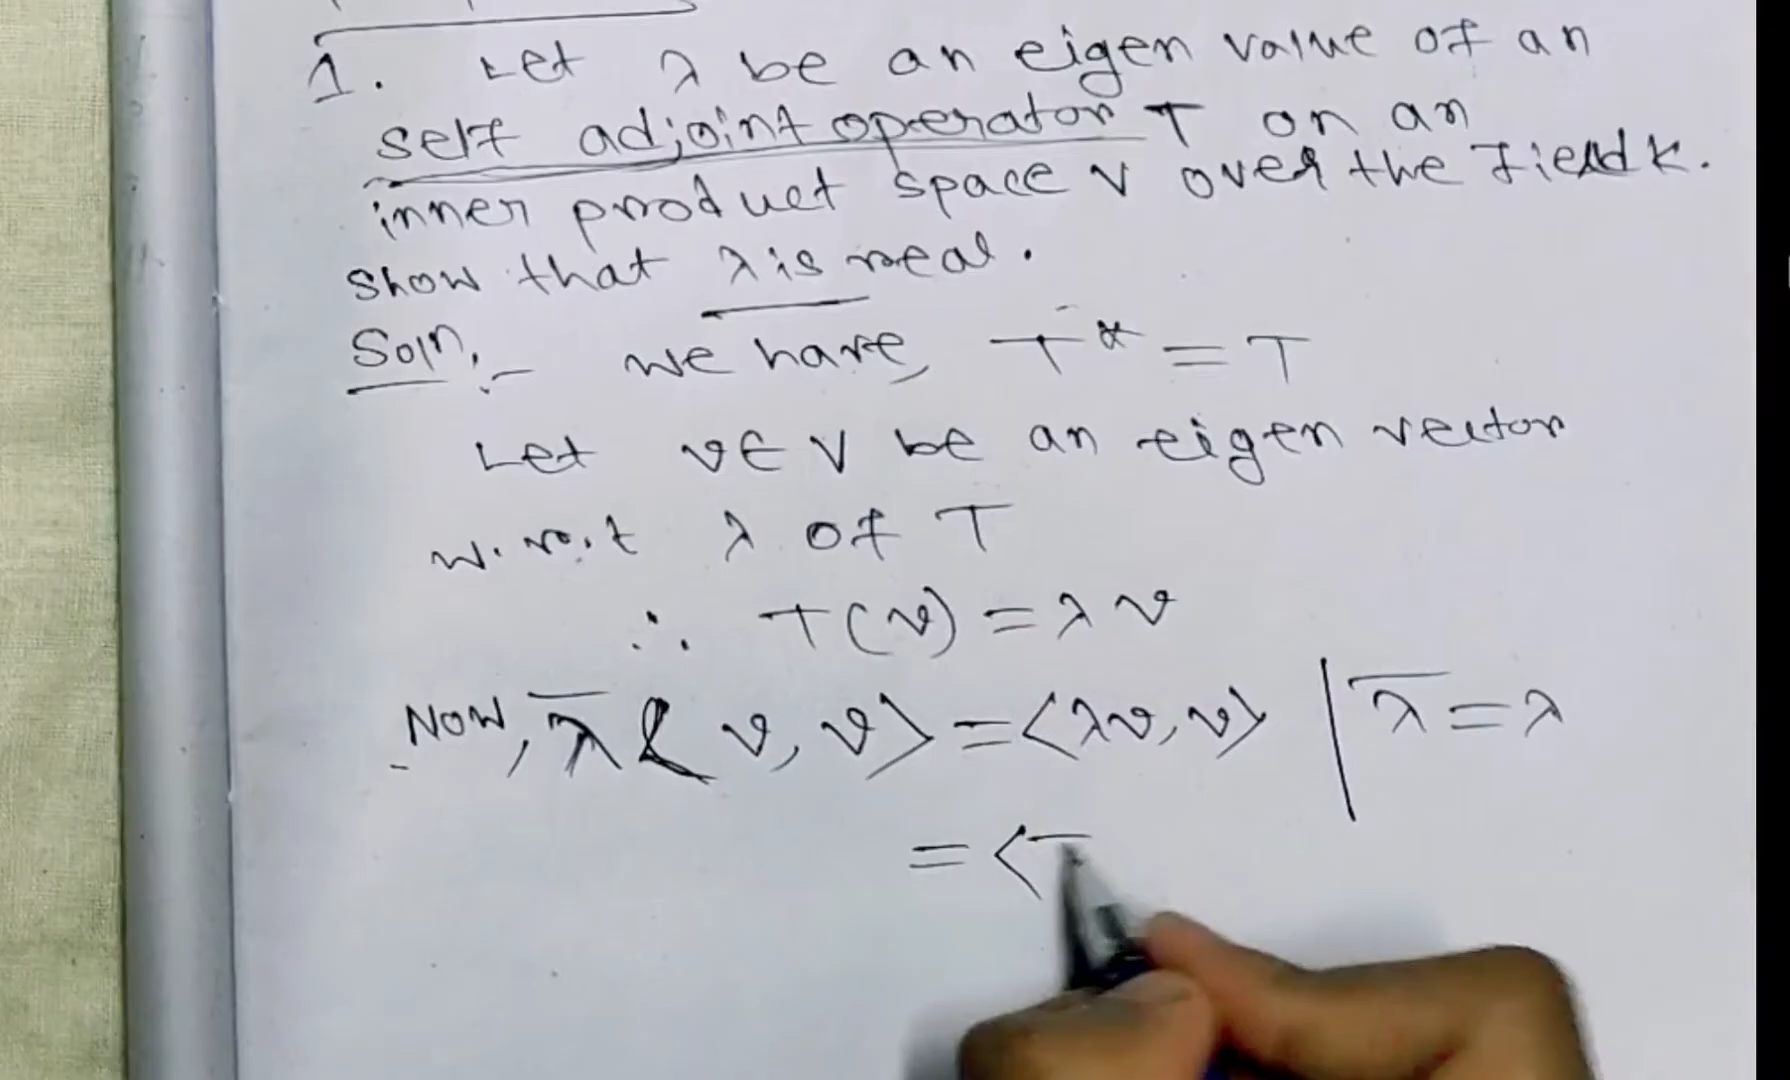 1. Let λ be an eigen value of an
self adjoint operator T on an
inner product space V over the field K.
Show that λ is real.
Soln:- we have, T* = T
Let v ∈ V be an eigen vector
w.r.t λ of T
∴ T(v) = λv
Now, λ̅⟨v, v⟩ = ⟨λv, v⟩ | λ̅ = λ
= ⟨T